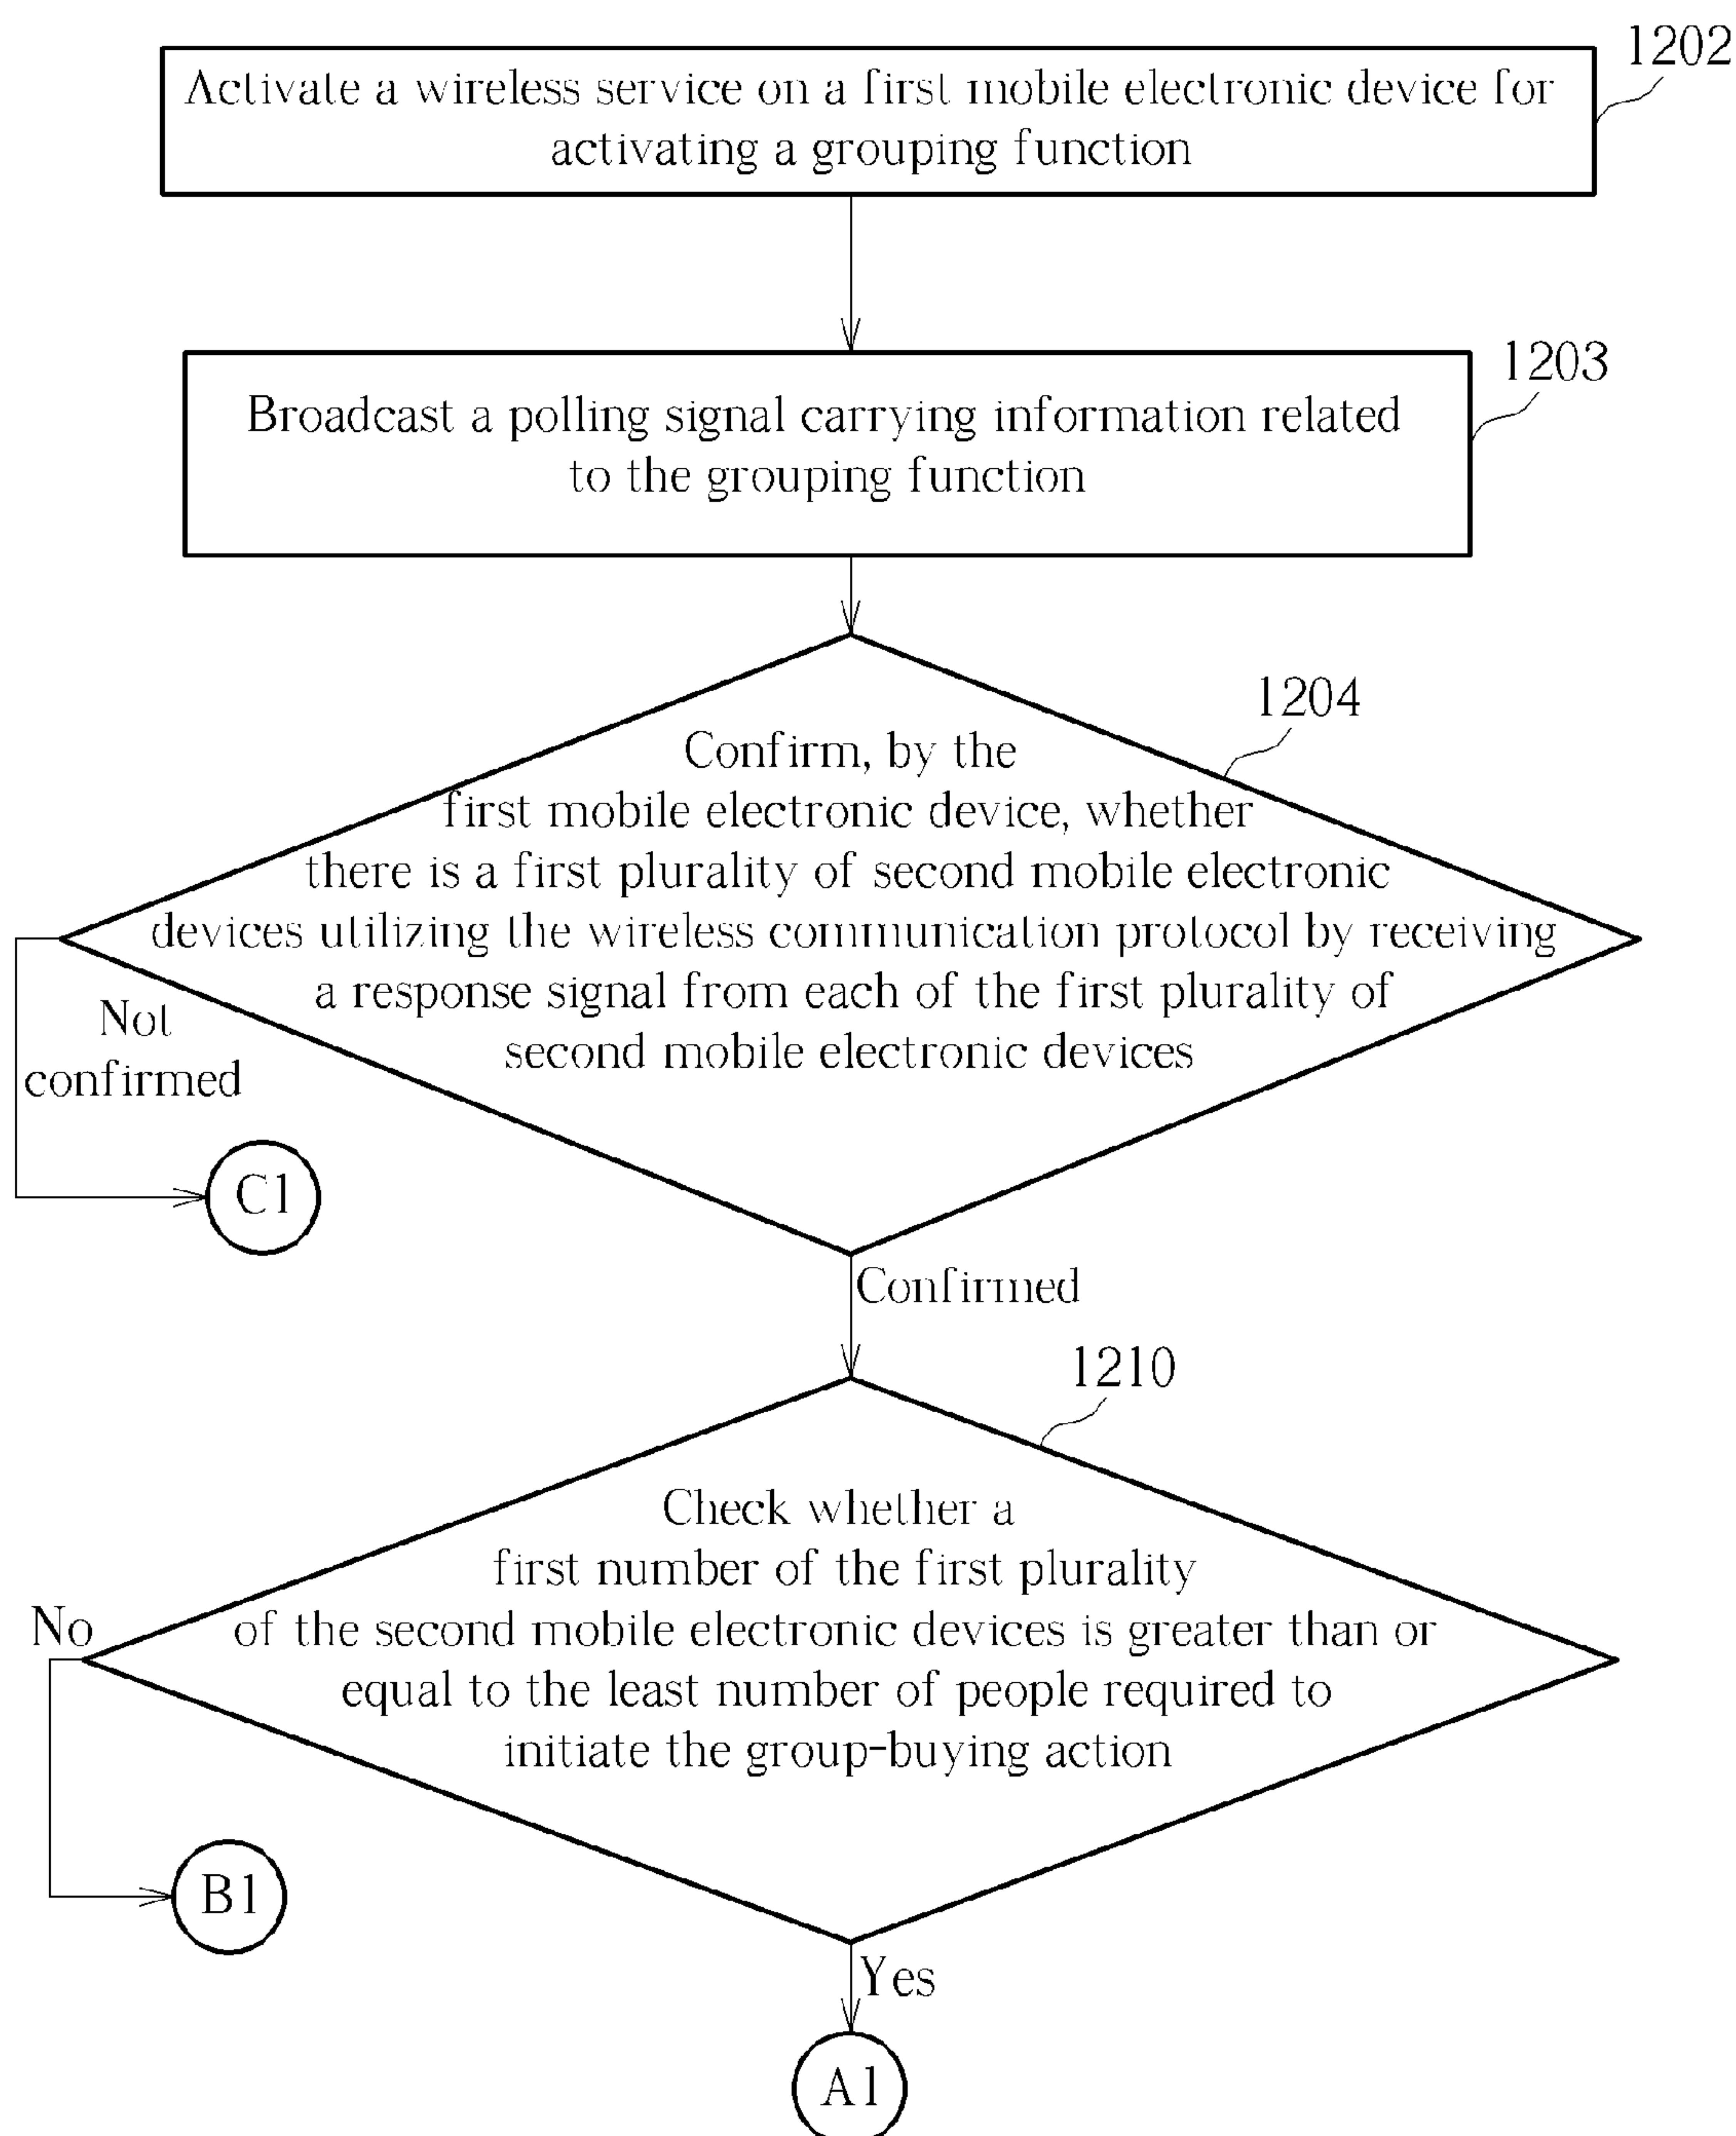 1202
Activate a wireless service on a first mobile electronic device for
activating a grouping function
1203
Broadcast a polling signal carrying information related
to the grouping function
1204
Confirm, by the
first mobile electronic device, whether
there is a first plurality of second mobile electronic
devices utilizing the wireless communication protocol by receiving
a response signal from each of the first plurality of
second mobile electronic devices
Not
confirmed
C1
Confirmed
1210
Check whether a
first number of the first plurality
of the second mobile electronic devices is greater than or
equal to the least number of people required to
initiate the group-buying action
No
B1
Yes
A1